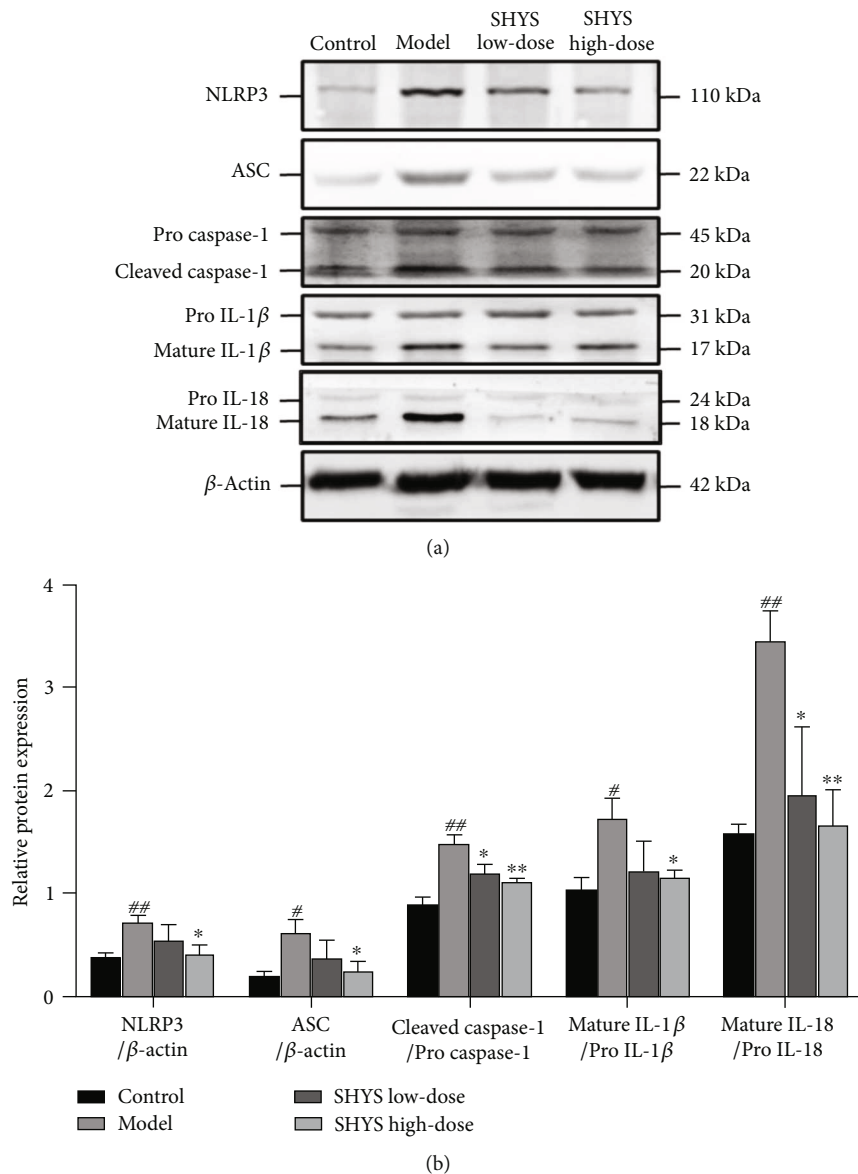 Control Model SHYS low-dose SHYS high-dose
NLRP3 110 kDa
ASC 22 kDa
Pro caspase-1 45 kDa
Cleaved caspase-1 20 kDa
Pro IL-1β 31 kDa
Mature IL-1β 17 kDa
Pro IL-18 24 kDa
Mature IL-18 18 kDa
β-Actin 42 kDa
(a)
Relative protein expression
4
3
2
1
0
## * # * ## * ** # * ## * **
NLRP3 /β-actin
ASC /β-actin
Cleaved caspase-1 /Pro caspase-1
Mature IL-1β /Pro IL-1β
Mature IL-18 /Pro IL-18
Control
Model
SHYS low-dose
SHYS high-dose
(b)